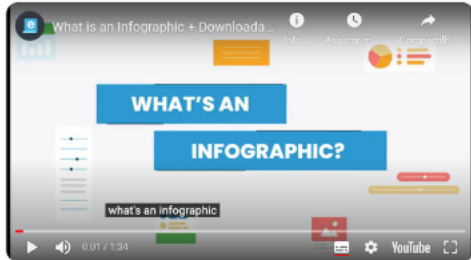 What is an Infographic + Downloada...
Info...
Assistir m...
Compartilh...
WHAT'S AN
INFOGRAPHIC?
what's an infographic
0:01 / 1:34
YouTube